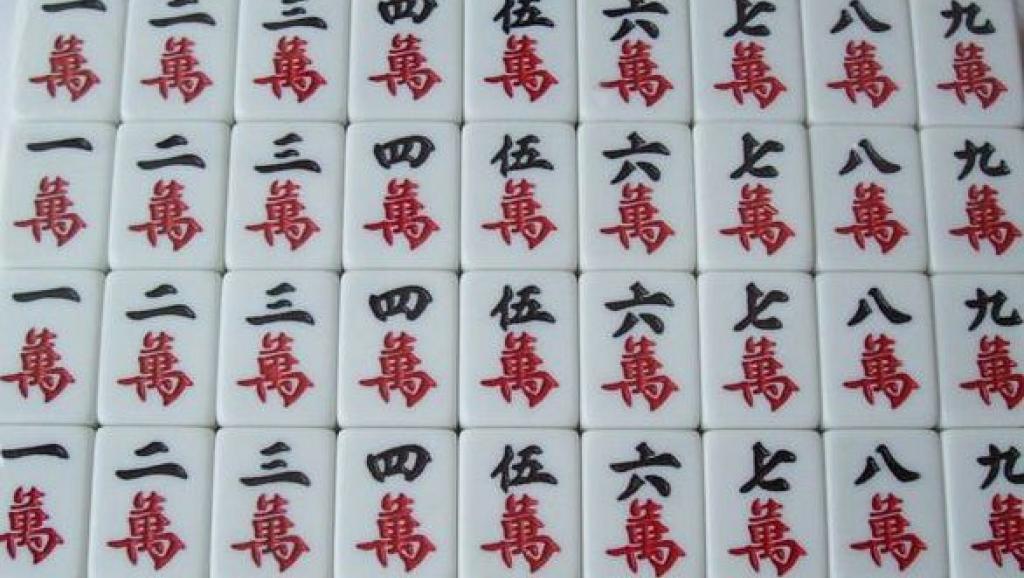 一 二 三 四 伍 六 七 八 九
萬 萬 萬 萬 萬 萬 萬 萬 萬
一 二 三 四 伍 六 七 八 九
萬 萬 萬 萬 萬 萬 萬 萬 萬
一 二 三 四 伍 六 七 八 九
萬 萬 萬 萬 萬 萬 萬 萬 萬
一 二 三 四 伍 六 七 八 九
萬 萬 萬 萬 萬 萬 萬 萬 萬